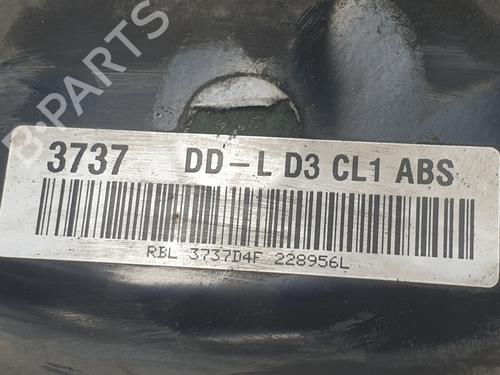 B-PARTS
3737 DD-L D3 CL1 ABS
RBL 3737D4F 228956L